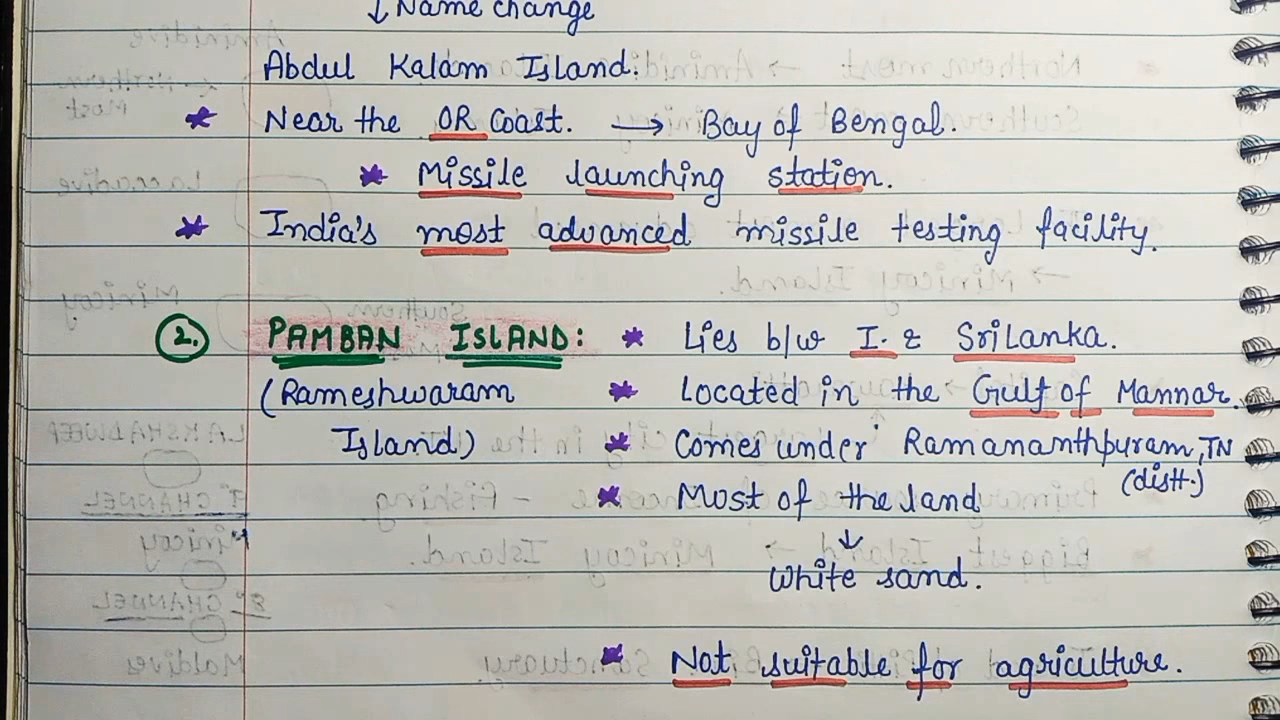 ↓ Name change
Abdul Kalam Island.
* Near the OR coast. → Bay of Bengal.
* Missile launching station.
* India's most advanced missile testing facility.
2. PAMBAN ISLAND: * Lies b/w I. & Srilanka.
(Rameshwaram * Located in the Gulf of Mannar.
Island) * Comes under Ramananthpuram, TN
(distt.)
* Most of the land
↓
White sand.
* Not suitable for agriculture.